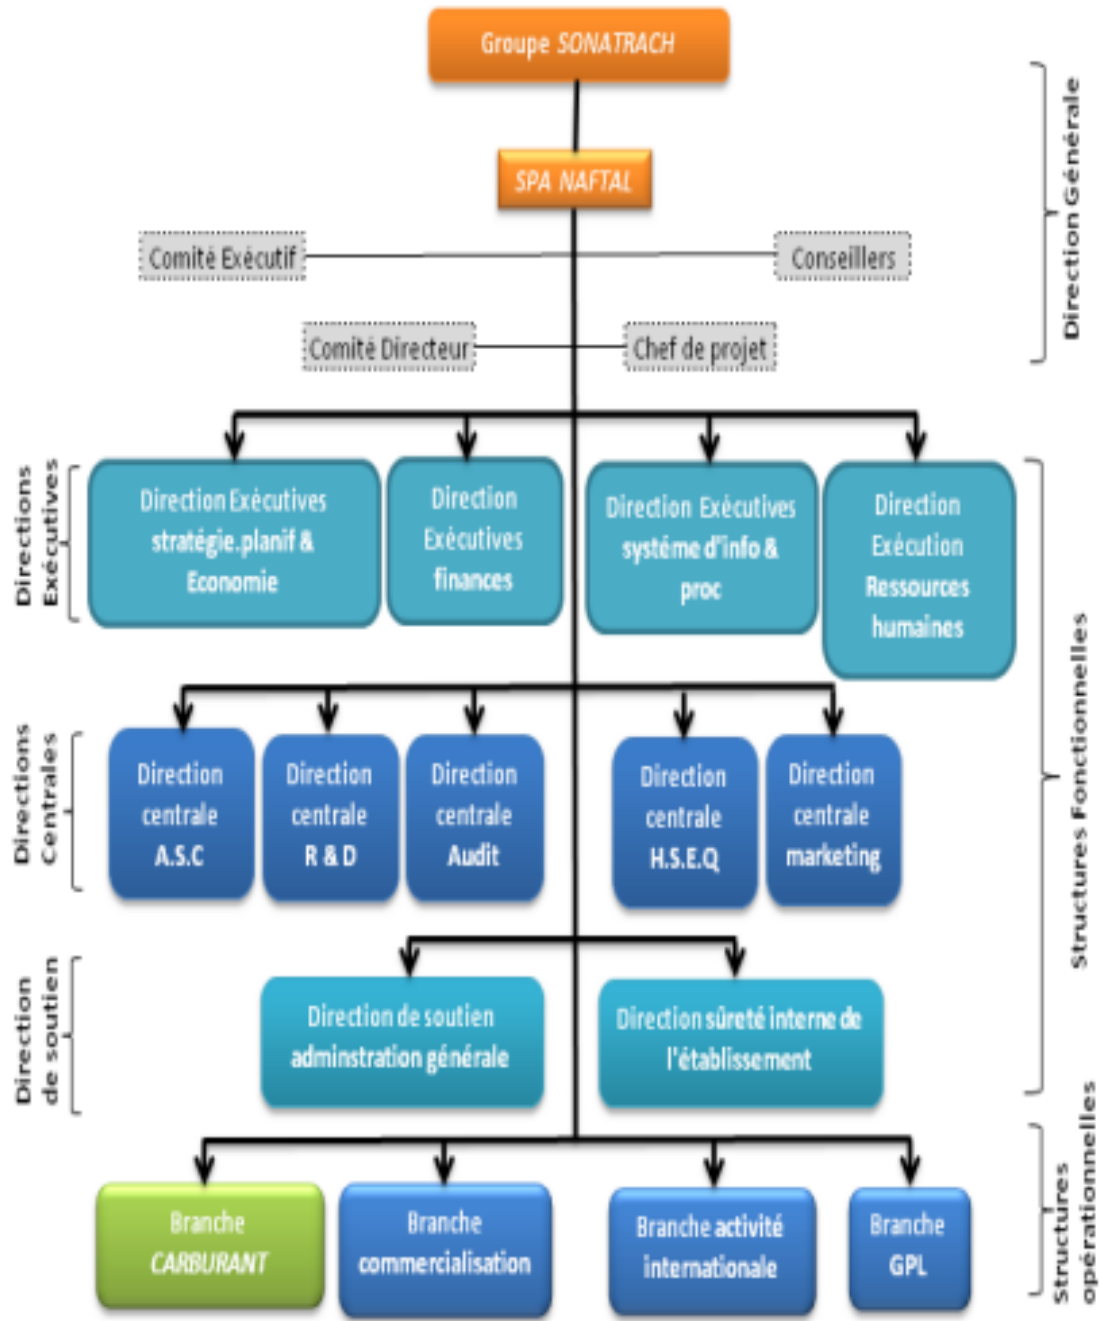 Groupe SONATRACH
SPA NAFTAL
Comité Exécutif
Conseillers
Comité Directeur
Chef de projet
Direction Générale
Directions
Exécutives
Direction Exécutives
stratégie.planif &
Economie
Direction
Exécutives
finances
Direction Exécutives
systéme d'info &
proc
Direction
Exécution
Ressources
humaines
Structures Fonctionnelles
Directions
Centrales
Direction
centrale
A.S.C
Direction
centrale
R & D
Direction
centrale
Audit
Direction
centrale
H.S.E.Q
Direction
centrale
marketing
Direction
de soutien
Direction de soutien
adminstration générale
Direction sûreté interne de
l'établissement
Structures
opérationnelles
Branche
CARBURANT
Branche
commercialisation
Branche activité
internationale
Branche
GPL